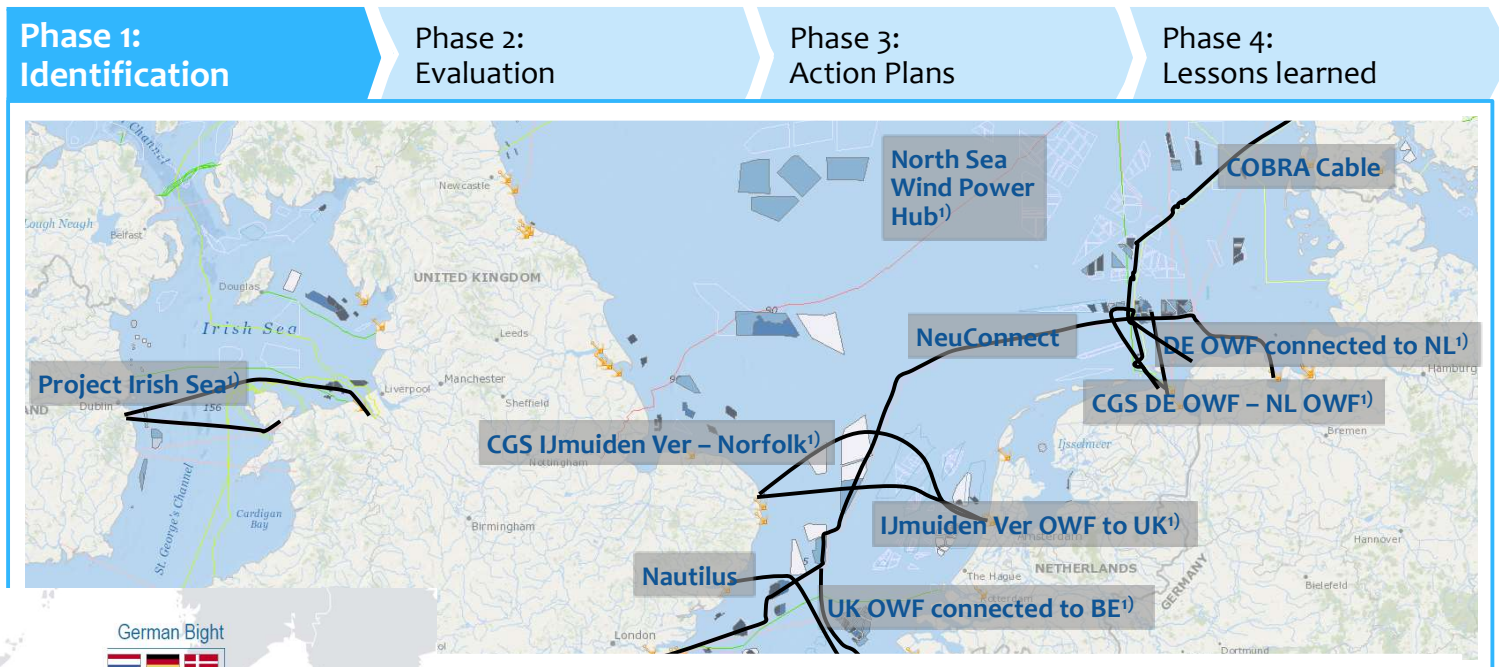 Phase 1:
Identification
Phase 2:
Evaluation
Phase 3:
Action Plans
Phase 4:
Lessons learned
Channel
North Sea
Wind Power
Hub¹⁾
COBRA Cable
Newcastle
Lough Neagh
Belfast
UNITED KINGDOM
Douglas
Irish Sea
Leeds
90
NeuConnect
DE OWF connected to NL¹⁾
Hamburg
Project Irish Sea¹⁾
Dublin
156
Liverpool
Manchester
Sheffield
CGS DE OWF – NL OWF¹⁾
Bremen
CGS IJmuiden Ver – Norfolk¹⁾
Nottingham
Ijsselmeer
St. George's Channel
Cardigan
Bay
Birmingham
IJmuiden Ver OWF to UK¹⁾
Amsterdam
Hannover
Nautilus
The Hague
NETHERLANDS
Rotterdam
GERMANY
Bielefeld
UK OWF connected to BE¹⁾
German Bight
London
Dortmund